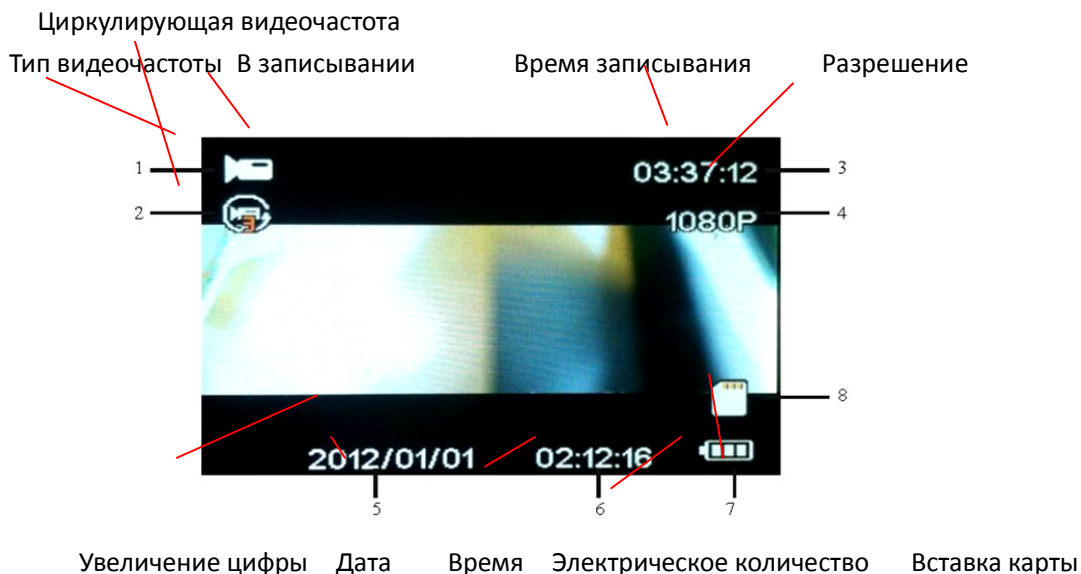 Циркулирующая видеочастота
Тип видеочастоты В записывании Время записывания Разрешение
1 03:37:12 3
2 3 1080P 4
8
2012/01/01 02:12:16
5 6 7
Увеличение цифры Дата Время Электрическое количество Вставка карты